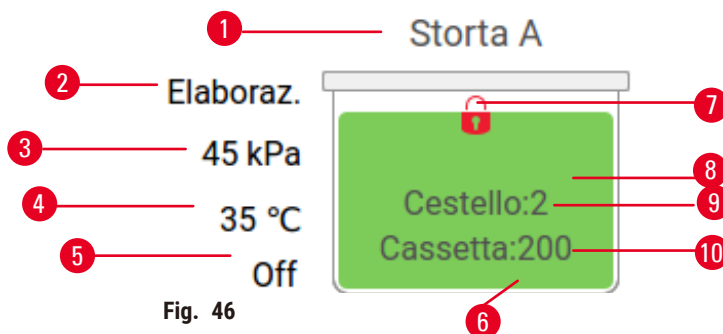 1 Storta A
2 Elaboraz.
7
3 45 kPa
8
4 35 °C
Cestello:2 9
5 Off
Cassetta:200 10
Fig. 46
6